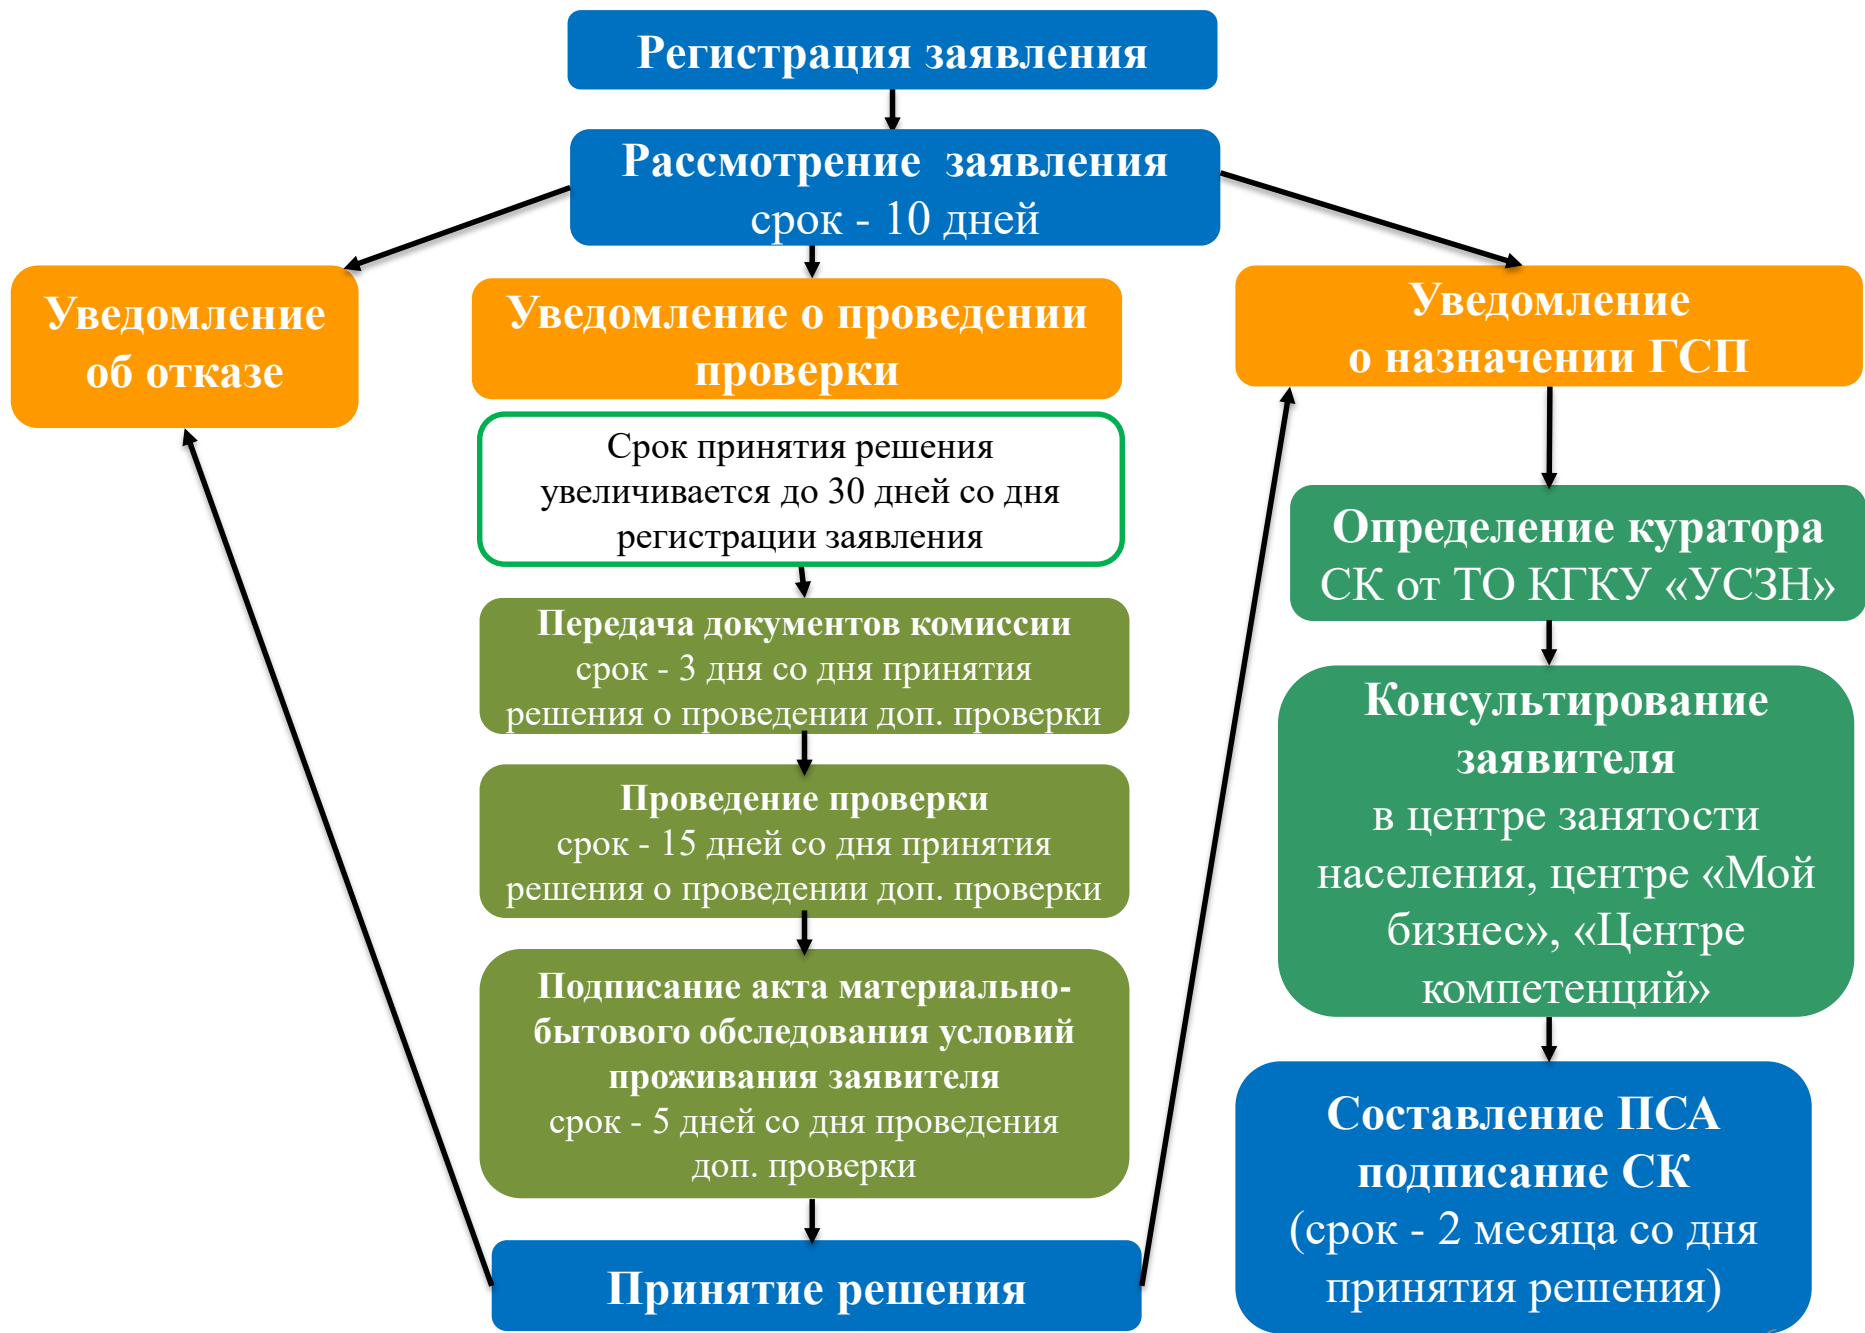 Регистрация заявления
Рассмотрение заявления
срок - 10 дней
Уведомление
об отказе
Уведомление о проведении
проверки
Срок принятия решения
увеличивается до 30 дней со дня
регистрации заявления
Передача документов комиссии
срок - 3 дня со дня принятия
решения о проведении доп. проверки
Проведение проверки
срок - 15 дней со дня принятия
решения о проведении доп. проверки
Подписание акта материально-
бытового обследования условий
проживания заявителя
срок - 5 дней со дня проведения
доп. проверки
Принятие решения
Уведомление
о назначении ГСП
Определение куратора
СК от ТО КГКУ «УСЗН»
Консультирование
заявителя
в центре занятости
населения, центре «Мой
бизнес», «Центре
компетенций»
Составление ПСА
подписание СК
(срок - 2 месяца со дня
принятия решения)